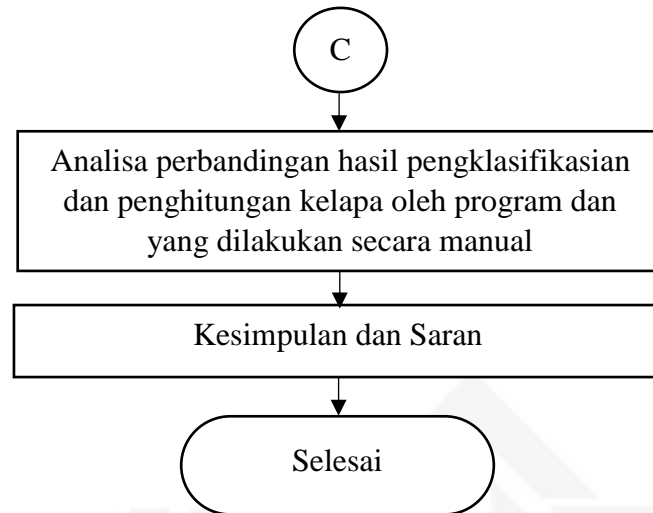 C
Analisa perbandingan hasil pengklasifikasian
dan penghitungan kelapa oleh program dan
yang dilakukan secara manual
Kesimpulan dan Saran
Selesai